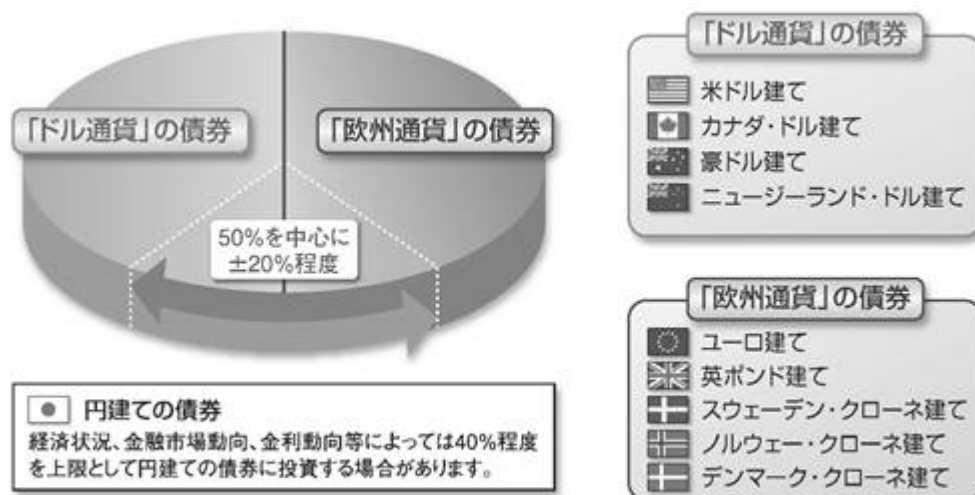 「ドル通貨」の債券
「欧州通貨」の債券
50%を中心に
±20%程度
円建ての債券
経済状況、金融市場動向、金利動向等によっては40%程度
を上限として円建ての債券に投資する場合があります。
「ドル通貨」の債券
米ドル建て
カナダ・ドル建て
豪ドル建て
ニュージーランド・ドル建て
「欧州通貨」の債券
ユーロ建て
英ポンド建て
スウェーデン・クローネ建て
ノルウェー・クローネ建て
デンマーク・クローネ建て